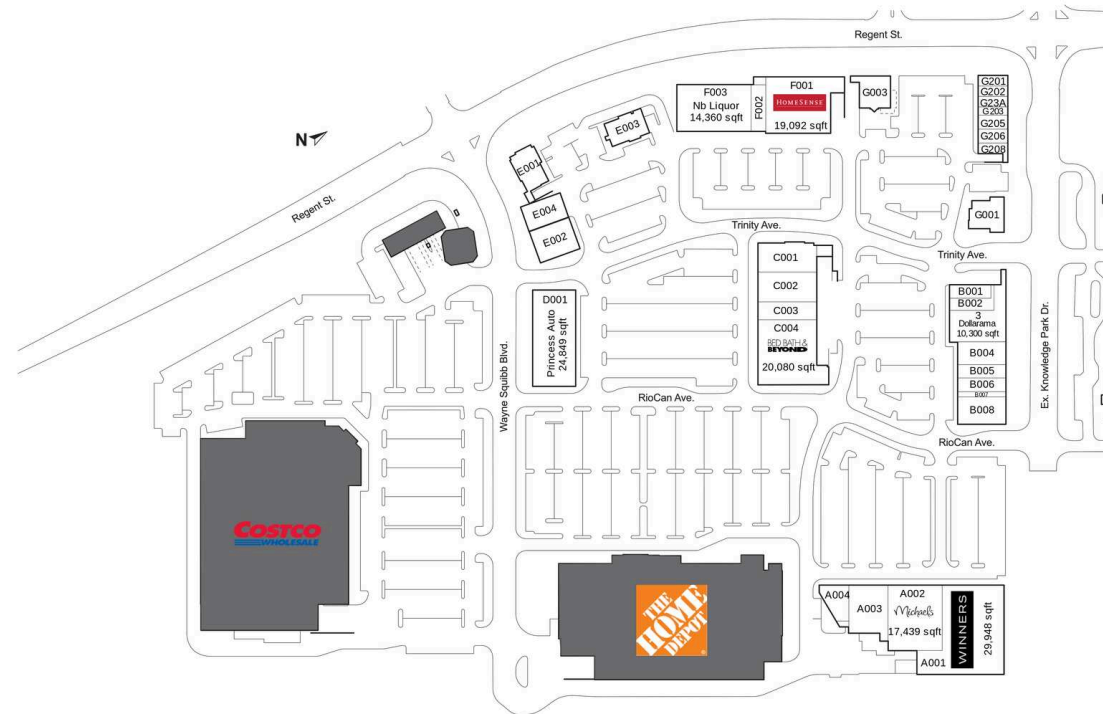 Regent St.
F001
HOMESENSE
19,092 sqft
F003
Nb Liquor
14,360 sqft
F002
G003
G201
G202
G23A
G203
G205
G206
G208
E003
E001
E004
E002
N
Regent St.
G001
Trinity Ave.
Trinity Ave.
C001
C002
C003
C004
BED BATH &
BEYOND
20,080 sqft
B001
B002
3
Dollarama
10,300 sqft
B004
B005
B006
B007
B008
D001
Princess Auto
24,849 sqft
Wayne Squibb Blvd.
Ex. Knowledge Park Dr.
RioCan Ave.
RioCan Ave.
COSTCO
WHOLESALE
THE
HOME
DEPOT
A004
A003
A002
Michaels
17,439 sqft
A001
WINNERS
29,948 sqft